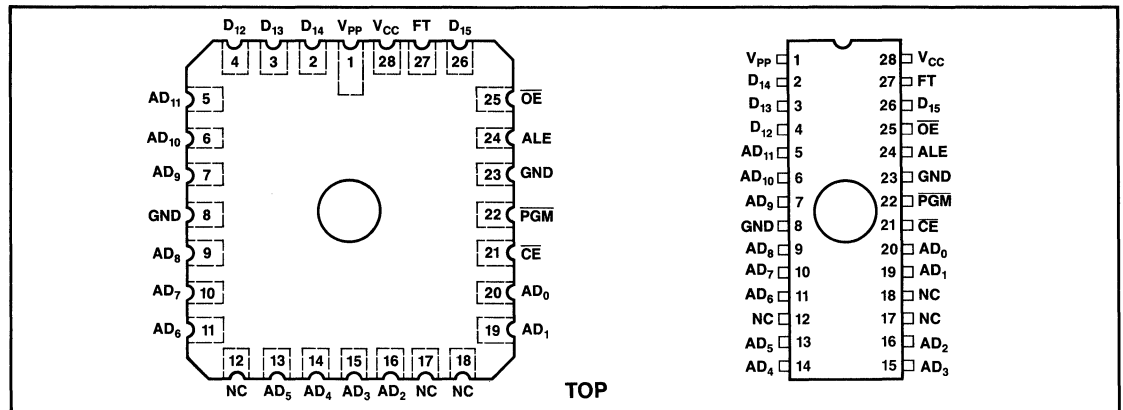 D12 D13 D14 VPP VCC FT D15
4 3 2 1 28 27 26
AD11 5 25 OE
AD10 6 24 ALE
AD9 7 23 GND
GND 8 22 PGM
AD8 9 21 CE
AD7 10 20 AD0
AD6 11 19 AD1
12 13 14 15 16 17 18
NC AD5 AD4 AD3 AD2 NC NC
TOP
VPP 1 28 VCC
D14 2 27 FT
D13 3 26 D15
D12 4 25 OE
AD11 5 24 ALE
AD10 6 23 GND
AD9 7 22 PGM
GND 8 21 CE
AD8 9 20 AD0
AD7 10 19 AD1
AD6 11 18 NC
NC 12 17 NC
AD5 13 16 AD2
AD4 14 15 AD3